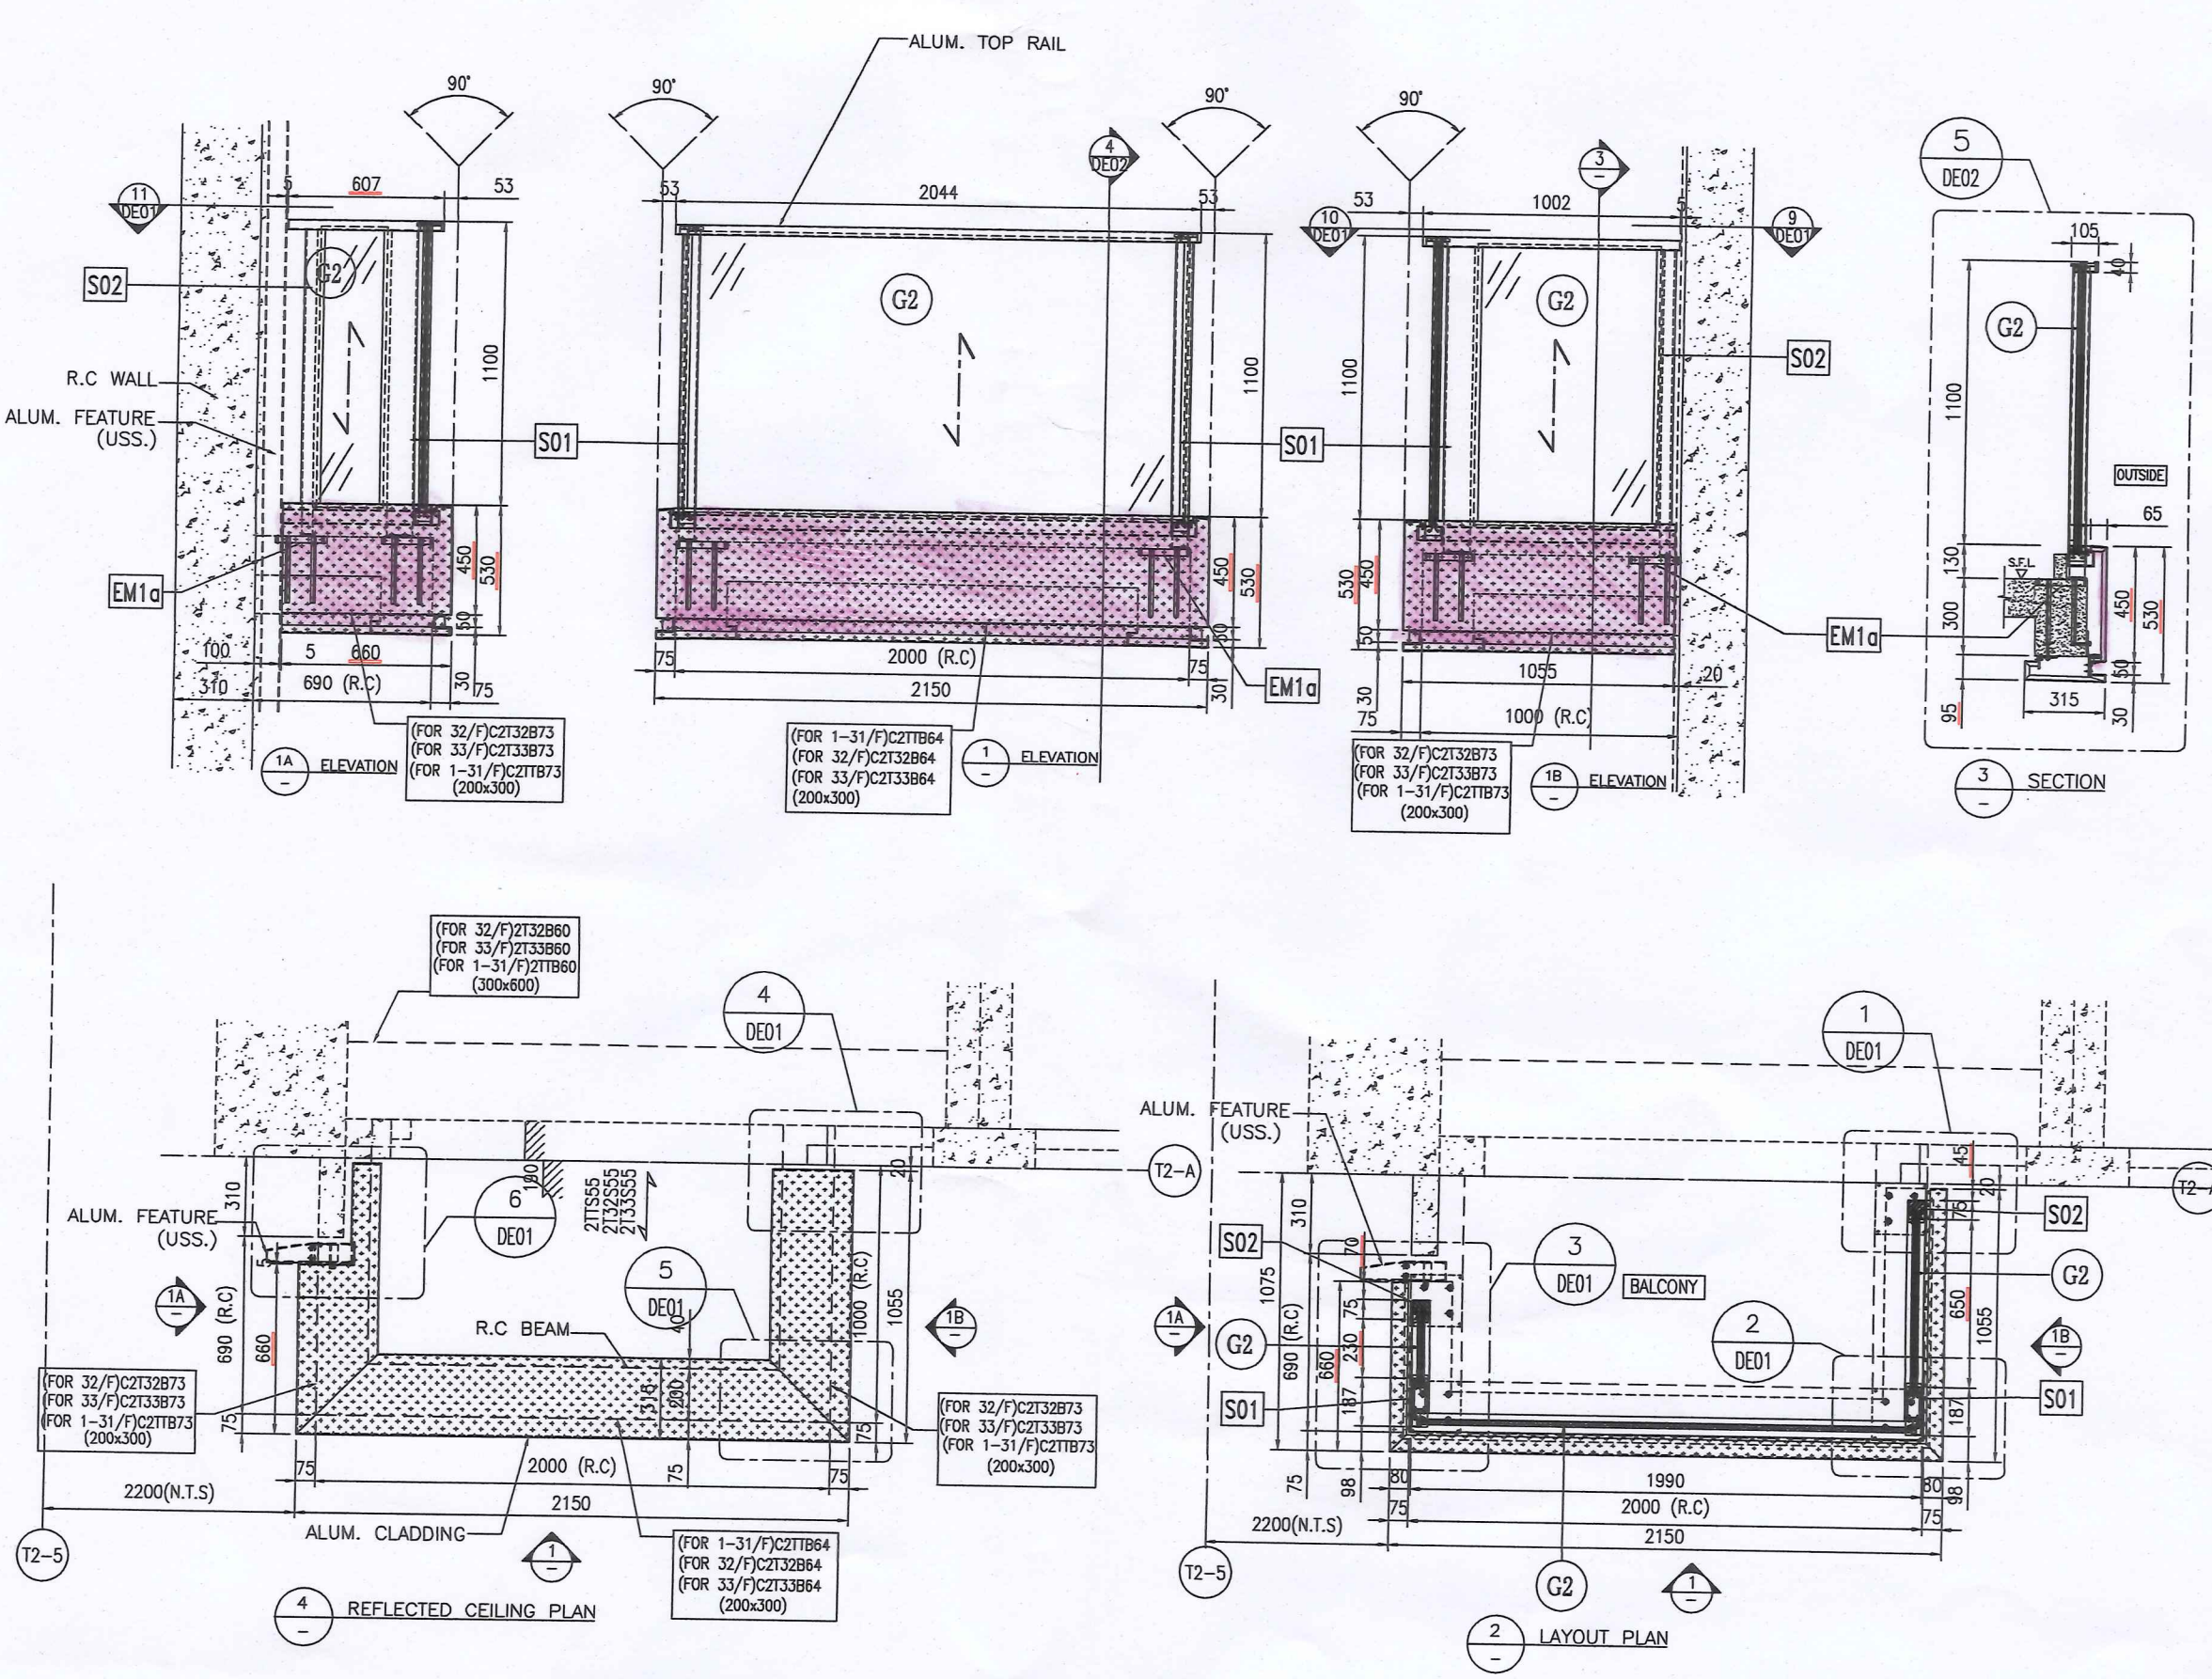 ALUM. TOP RAIL
90°
90°
90°
90°
11
DE01
5
607
53
53
2044
53
4
DE02
53
1002
5
3
–
10
DE01
9
DE01
5
DE02
S02
G2
1100
R.C WALL
ALUM. FEATURE
(USS.)
S01
EM1a
450
530
50
100
5
660
310
690 (R.C)
30
75
(FOR 32/F)C2T32B73
(FOR 33/F)C2T33B73
(FOR 1-31/F)C2TTB73
(200x300)
1A
–
ELEVATION
G2
1100
450
530
50
75
2000 (R.C)
75
2150
30
EM1a
(FOR 1-31/F)C2TTB64
(FOR 32/F)C2T32B64
(FOR 33/F)C2T33B64
(200x300)
1
–
ELEVATION
S01
1100
G2
S02
530
450
50
30
75
1055
20
1000 (R.C)
EM1a
(FOR 32/F)C2T32B73
(FOR 33/F)C2T33B73
(FOR 1-31/F)C2TTB73
(200x300)
1B
–
ELEVATION
105
40
G2
1100
OUTSIDE
65
130
S.F.L
300
450
530
50
95
315
30
3
–
SECTION
(FOR 32/F)2T32B60
(FOR 33/F)2T33B60
(FOR 1-31/F)2TTB60
(300x600)
4
DE01
T2-A
310
190
6
DE01
2TTS55
2T32S55
2T33S55
20
ALUM. FEATURE
(USS.)
5
5
DE01
1A
–
690 (R.C)
660
R.C BEAM
40
1000 (R.C)
1055
1B
–
(FOR 32/F)C2T32B73
(FOR 33/F)C2T33B73
(FOR 1-31/F)C2TTB73
(200x300)
75
315
200
75
(FOR 32/F)C2T32B73
(FOR 33/F)C2T33B73
(FOR 1-31/F)C2TTB73
(200x300)
75
2000 (R.C)
75
75
2200(N.T.S)
2150
ALUM. CLADDING
1
–
(FOR 1-31/F)C2TTB64
(FOR 32/F)C2T32B64
(FOR 33/F)C2T33B64
(200x300)
T2-5
4
–
REFLECTED CEILING PLAN
1
DE01
ALUM. FEATURE
(USS.)
45
20
310
S02
70
75
S02
3
DE01
BALCONY
G2
1075
1A
–
75
690 (R.C)
660
230
G2
2
DE01
650
1055
1B
–
S01
187
187
S01
75
98
80
1990
80
98
75
2000 (R.C)
75
2200(N.T.S)
2150
T2-5
G2
1
–
2
–
LAYOUT PLAN